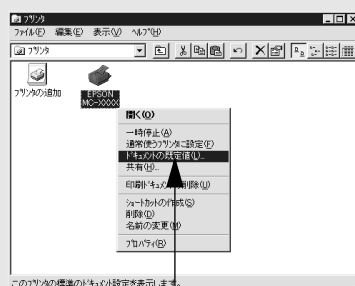 プリンタ
ファイル(F) 編集(E) 表示(V) ヘルプ(H)
プリンタ
プリンタの追加
EPSON
MC-XXXX
開く(O)
一時停止(A)
通常使うプリンタに設定(F)
ドキュメントの既定値(L)...
共有(H)...
印刷ドキュメントの削除(U)
ショートカットの作成(S)
削除(D)
名前の変更(M)
プロパティ(R)
このプリンタの標準のドキュメント設定を表示します。